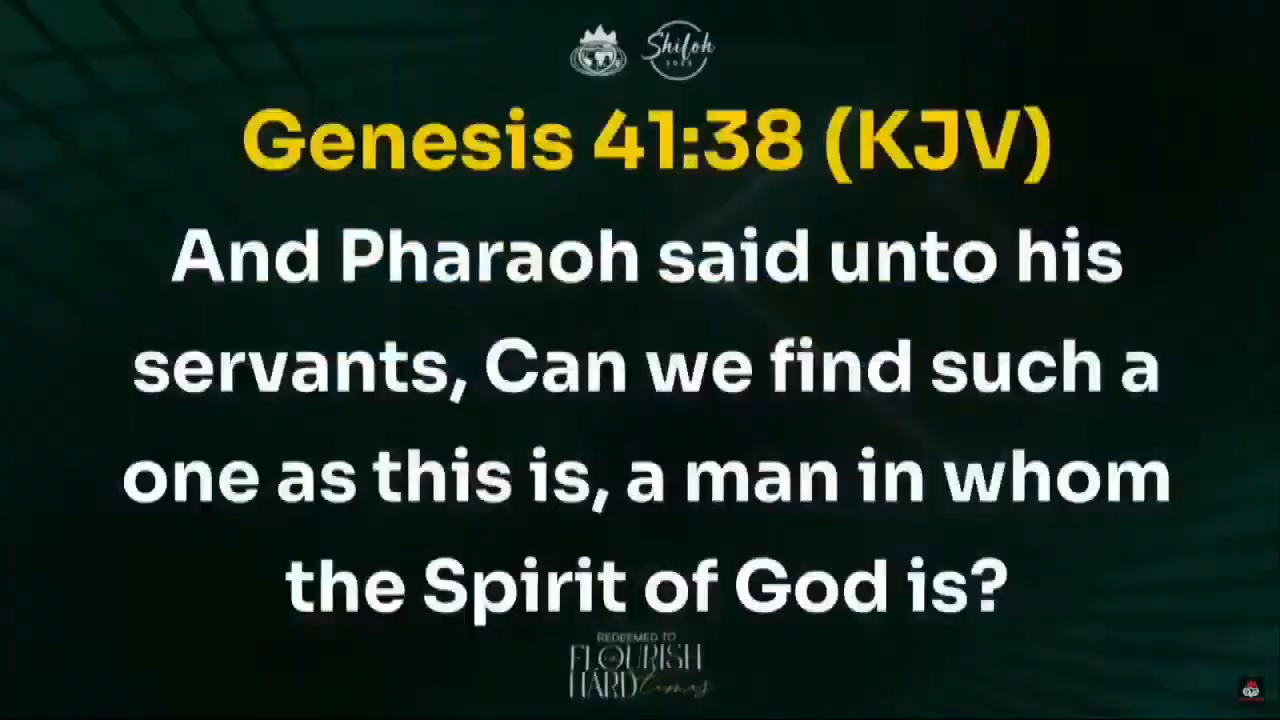 Shiloh
Genesis 41:38 (KJV)
And Pharaoh said unto his
servants, Can we find such a
one as this is, a man in whom
the Spirit of God is?
REDEEMED TO
FLOURISH
HARD times